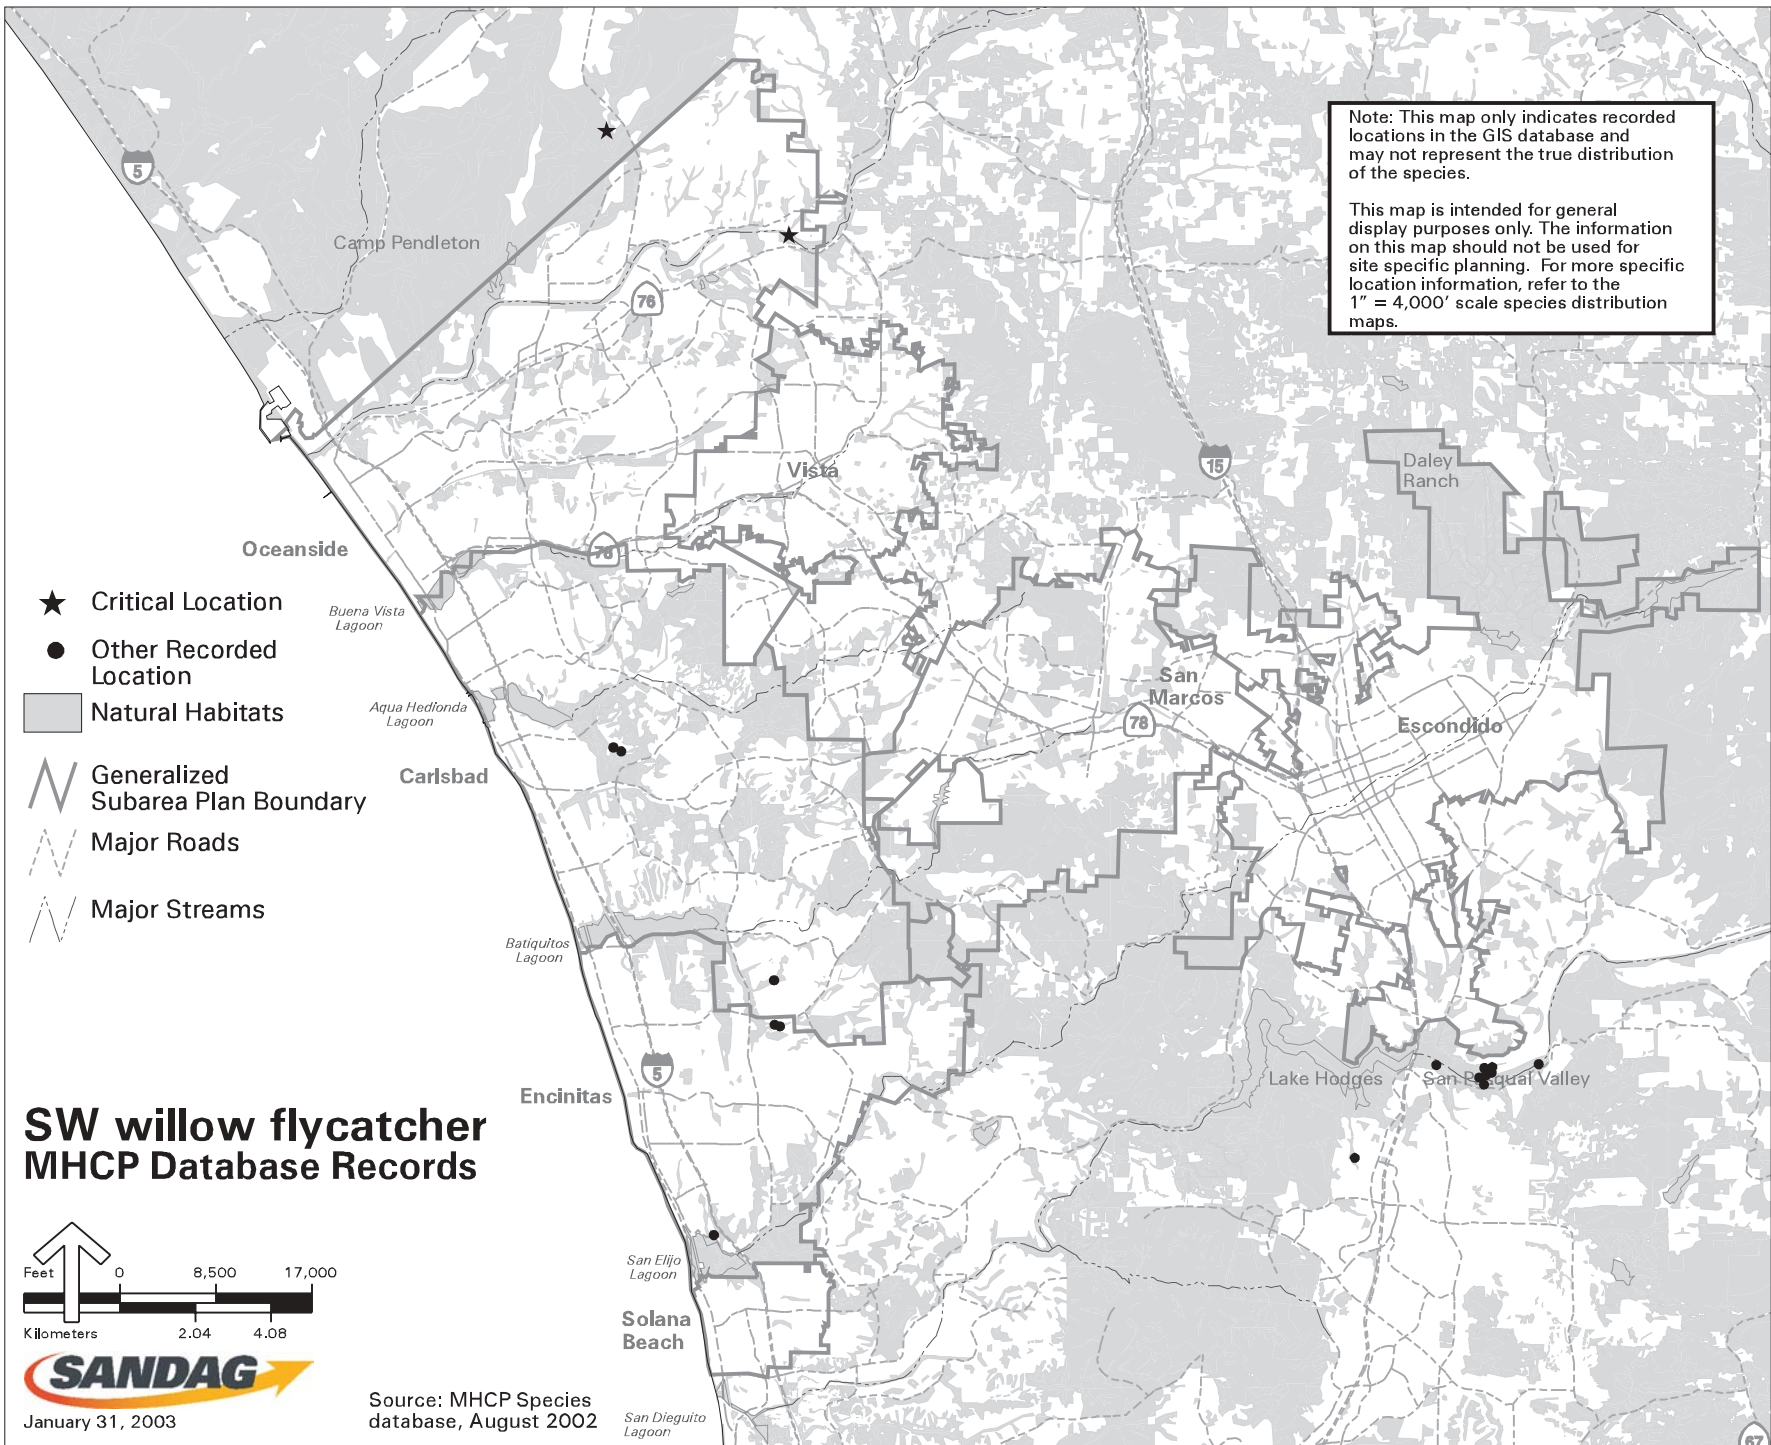 Note: This map only indicates recorded
locations in the GIS database and
may not represent the true distribution
of the species.
This map is intended for general
display purposes only. The information
on this map should not be used for
site specific planning. For more specific
location information, refer to the
1” = 4,000’ scale species distribution
maps.
5
Camp Pendleton
76
Vista
15
Daley
Ranch
Oceanside
78
Buena Vista
Lagoon
Critical Location
Other Recorded
Location
Natural Habitats
Generalized
Subarea Plan Boundary
Major Roads
Major Streams
Aqua Hedionda
Lagoon
San
Marcos
78
Escondido
Carlsbad
Batiquitos
Lagoon
5
Encinitas
Lake Hodges
San Pasqual Valley
SW willow flycatcher
MHCP Database Records
San Elijo
Lagoon
Feet 0 8,500 17,000
Kilometers 2.04 4.08
Solana
Beach
SANDAG
January 31, 2003
Source: MHCP Species
database, August 2002
San Dieguito
Lagoon
67